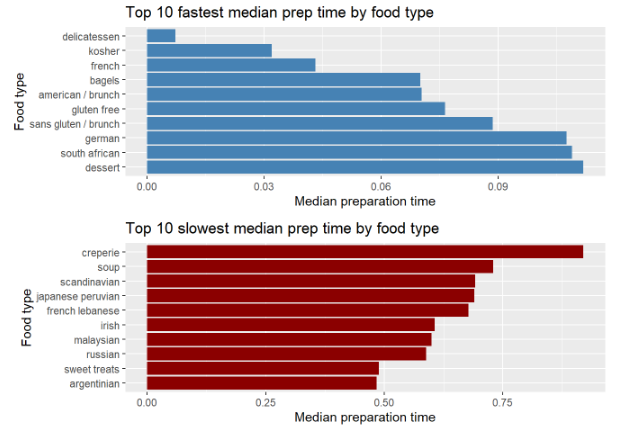 Top 10 fastest median prep time by food type
Food type
delicatessen
kosher
french
bagels
american / brunch
gluten free
sans gluten / brunch
german
south african
dessert
0.00 0.03 0.06 0.09
Median preparation time
Top 10 slowest median prep time by food type
Food type
creperie
soup
scandinavian
japanese peruvian
french lebanese
irish
malaysian
russian
sweet treats
argentinian
0.00 0.25 0.50 0.75
Median preparation time